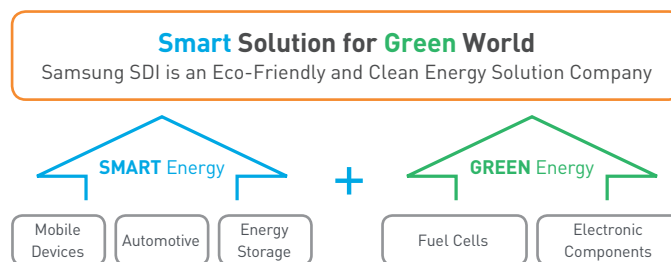 Smart Solution for Green World
Samsung SDI is an Eco-Friendly and Clean Energy Solution Company
SMART Energy
+
GREEN Energy
Mobile
Devices
Automotive
Energy
Storage
Fuel Cells
Electronic
Components